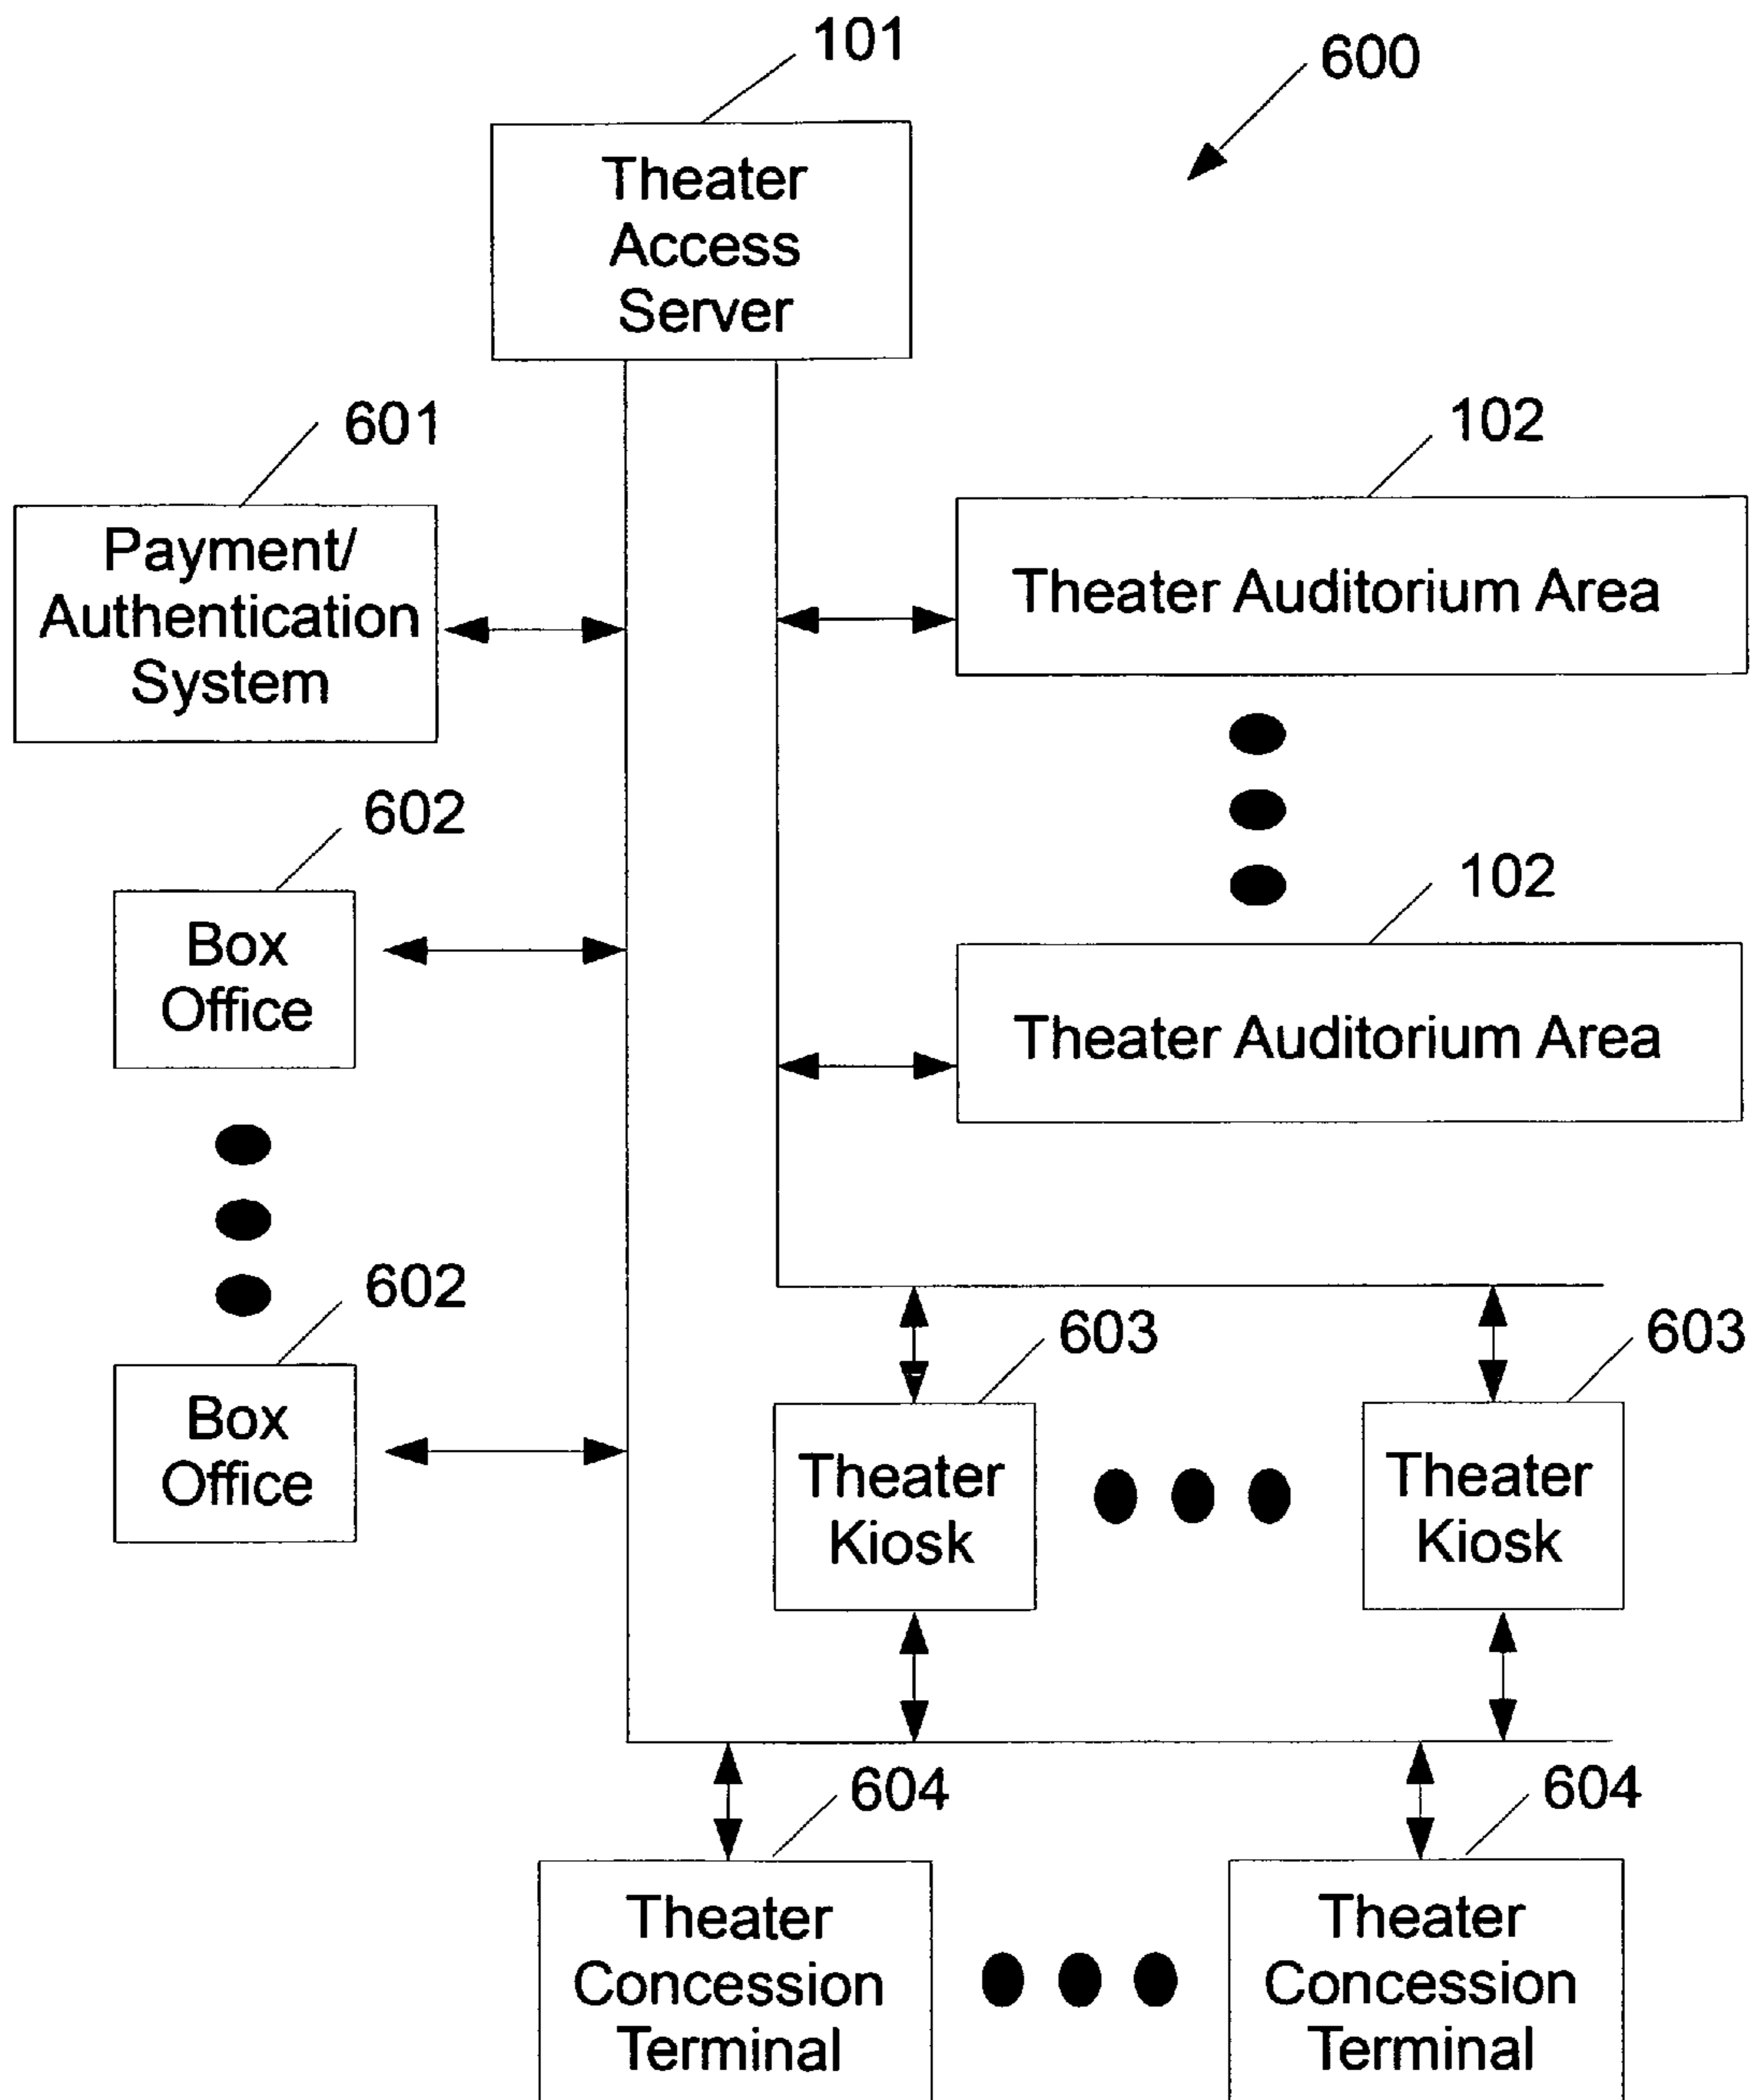 101
600
Theater
Access
Server
601
102
Payment/
Authentication
System
Theater Auditorium Area
602
102
Box
Office
Theater Auditorium Area
602
603
603
Box
Office
Theater
Kiosk
Theater
Kiosk
604
604
Theater
Concession
Terminal
Theater
Concession
Terminal